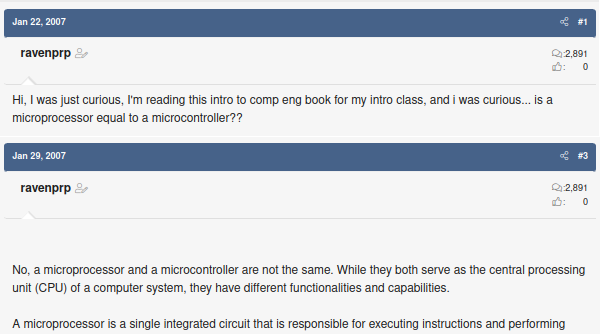 Jan 22, 2007 #1
ravenprp 2,891
: 0
Hi, I was just curious, I'm reading this intro to comp eng book for my intro class, and i was curious... is a
microprocessor equal to a microcontroller??
Jan 29, 2007 #3
ravenprp 2,891
: 0
No, a microprocessor and a microcontroller are not the same. While they both serve as the central processing
unit (CPU) of a computer system, they have different functionalities and capabilities.
A microprocessor is a single integrated circuit that is responsible for executing instructions and performing